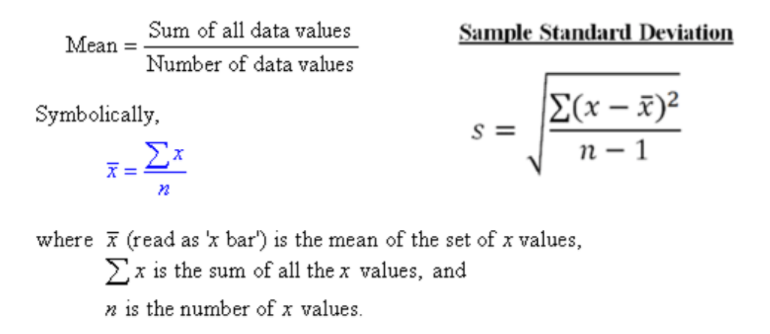 Mean = Sum of all data values / Number of data values
Sample Standard Deviation
Symbolically,
x̄ = ∑x / n
s = √(∑(x − x̄)² / (n − 1))
where x̄ (read as 'x bar') is the mean of the set of x values,
∑x is the sum of all the x values, and
n is the number of x values.